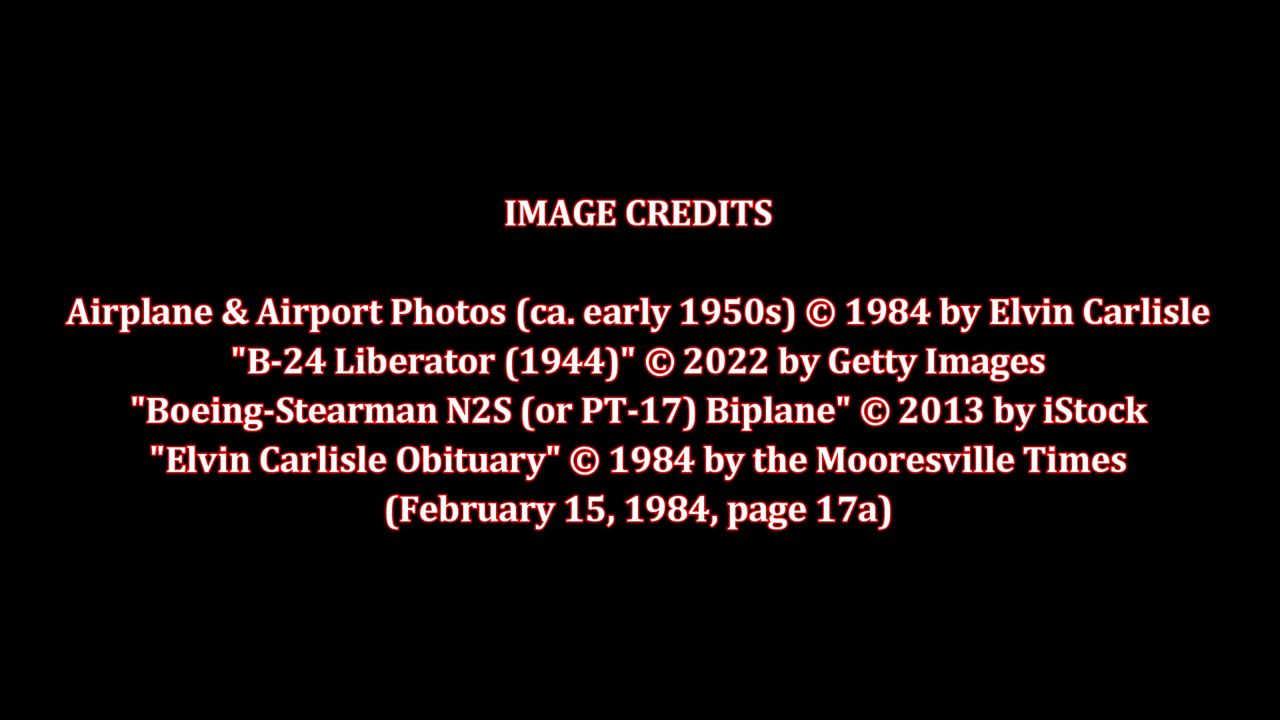 IMAGE CREDITS
Airplane & Airport Photos (ca. early 1950s) © 1984 by Elvin Carlisle
"B-24 Liberator (1944)" © 2022 by Getty Images
"Boeing-Stearman N2S (or PT-17) Biplane" © 2013 by iStock
"Elvin Carlisle Obituary" © 1984 by the Mooresville Times
(February 15, 1984, page 17a)